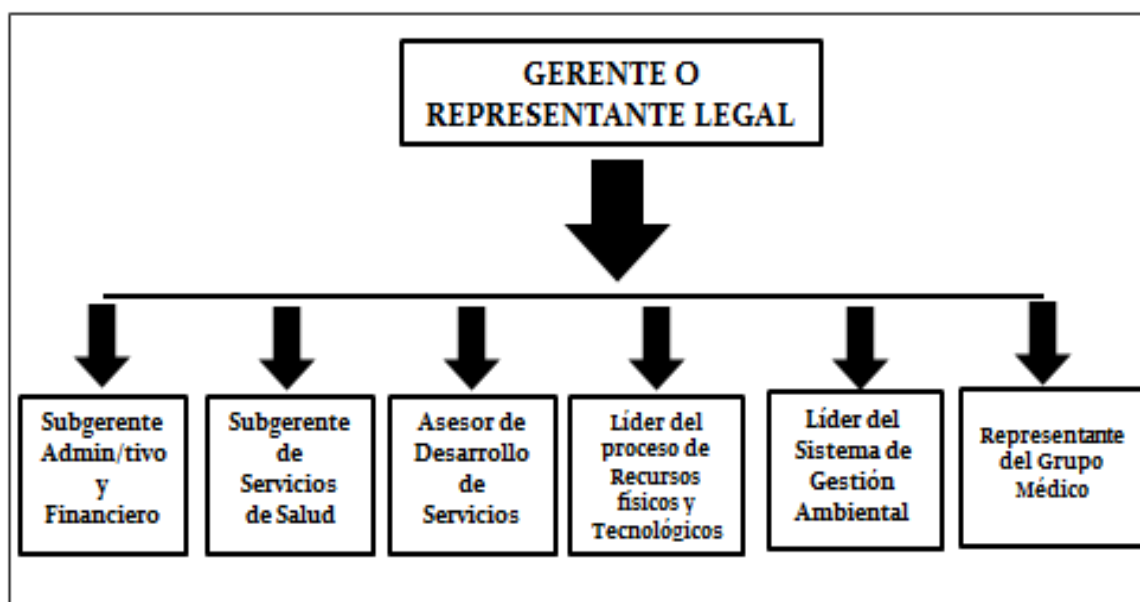 GERENTE O
REPRESENTANTE LEGAL
Subgerente
Admin/tivo
y
Financiero
Subgerente
de
Servicios
de Salud
Asesor de
Desarrollo
de
Servicios
Líder del
proceso de
Recursos
físicos y
Tecnológicos
Líder del
Sistema de
Gestión
Ambiental
Representante
del Grupo
Médico